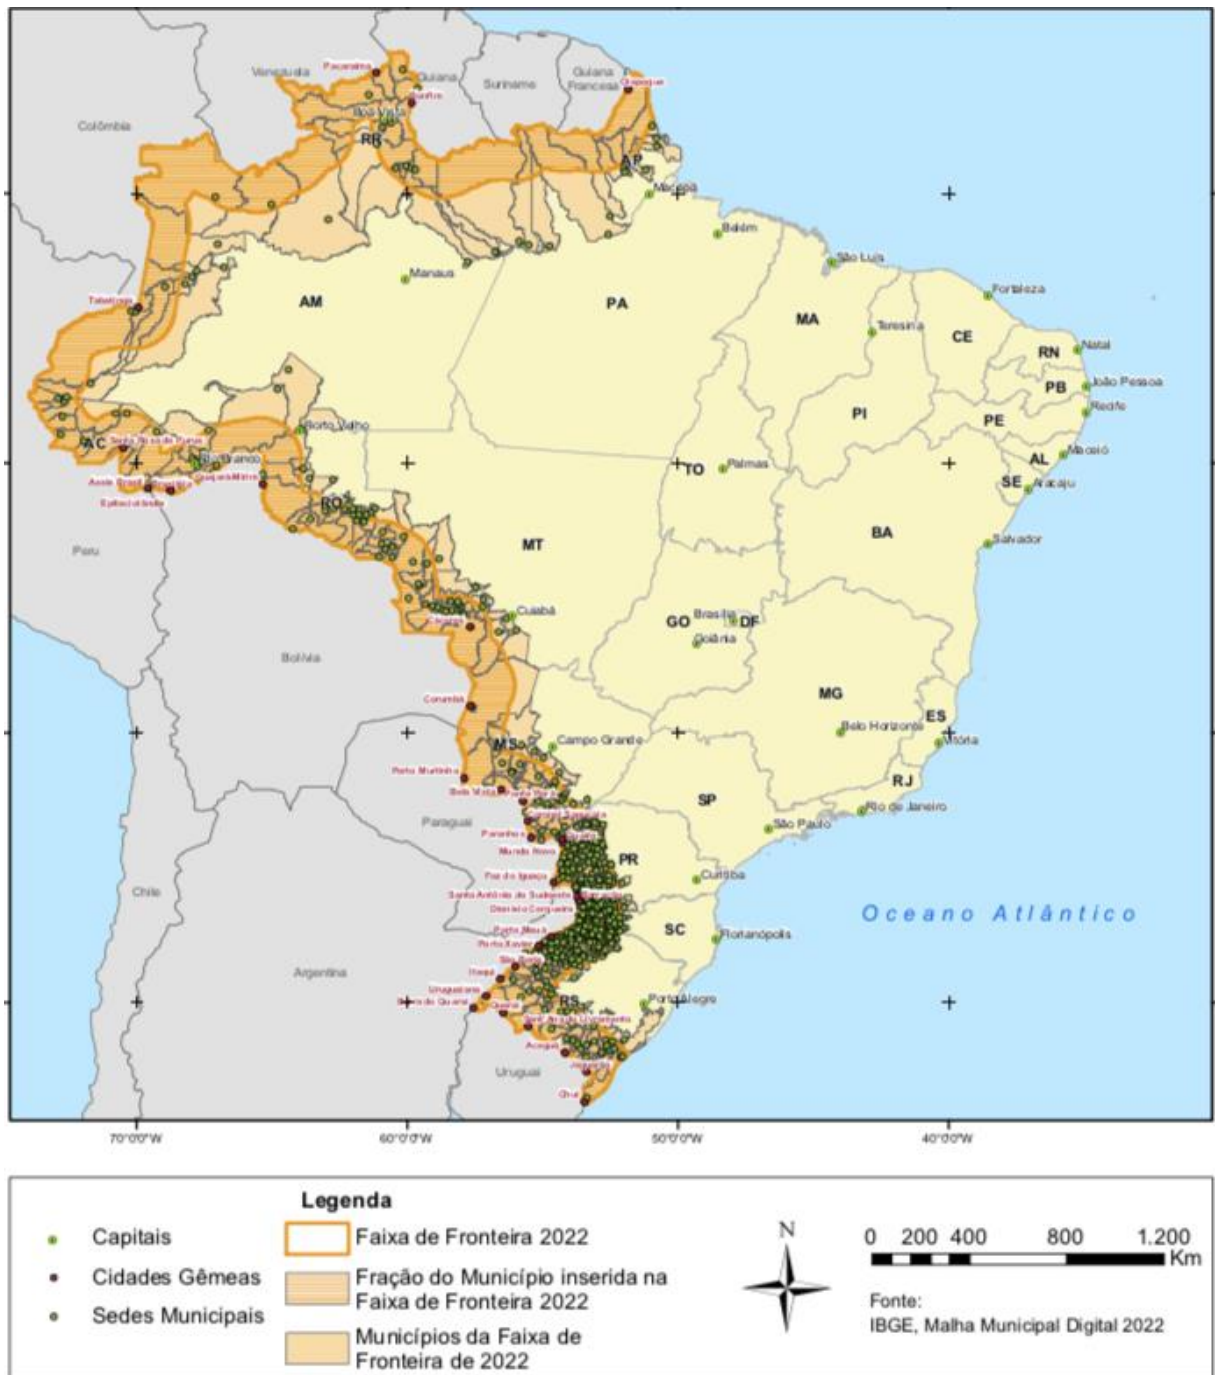 Venezuela
Pacaraima
Guiana
Suriname
Guiana
Francesa
Oiapoque
Bonfim
Colômbia
Boa Vista
RR
AP
Macapá
Belém
São Luís
Manaus
Fortaleza
Tabatinga
AM
PA
MA
Teresina
CE
RN
Natal
PB
João Pessoa
PI
PE
Recife
Porto Velho
AC
Santa Rosa do Purus
Rio Branco
AL
Maceió
TO
Palmas
SE
Aracaju
Assis Brasil
Brasiléia
Guajará-Mirim
Epitaciolândia
RO
Peru
MT
BA
Salvador
Cuiabá
Cáceres
GO
Brasília
DF
Goiânia
Bolívia
MG
Corumbá
ES
Belo Horizonte
Vitória
MS
Campo Grande
Porto Murtinho
RJ
Bela Vista
Ponta Porã
SP
Rio de Janeiro
Paraguai
Coronel Sapucaia
São Paulo
Paranhos
Guaíra
Mundo Novo
PR
Foz do Iguaçu
Curitiba
Chile
Santo Antônio do Sudoeste
Barracão
Dionísio Cerqueira
Oceano Atlântico
Porto Mauá
SC
Florianópolis
Porto Xavier
São Borja
Argentina
Itaqui
Uruguaiana
Barra do Quaraí
Quaraí
RS
Porto Alegre
Sant'Ana do Livramento
Aceguá
Uruguai
Jaguarão
Chuí
70°0'0"W
60°0'0"W
50°0'0"W
40°0'0"W
Legenda
Capitais
Cidades Gêmeas
Sedes Municipais
Faixa de Fronteira 2022
Fração do Município inserida na
Faixa de Fronteira 2022
Municípios da Faixa de
Fronteira de 2022
N
0 200 400 800 1.200
Km
Fonte:
IBGE, Malha Municipal Digital 2022